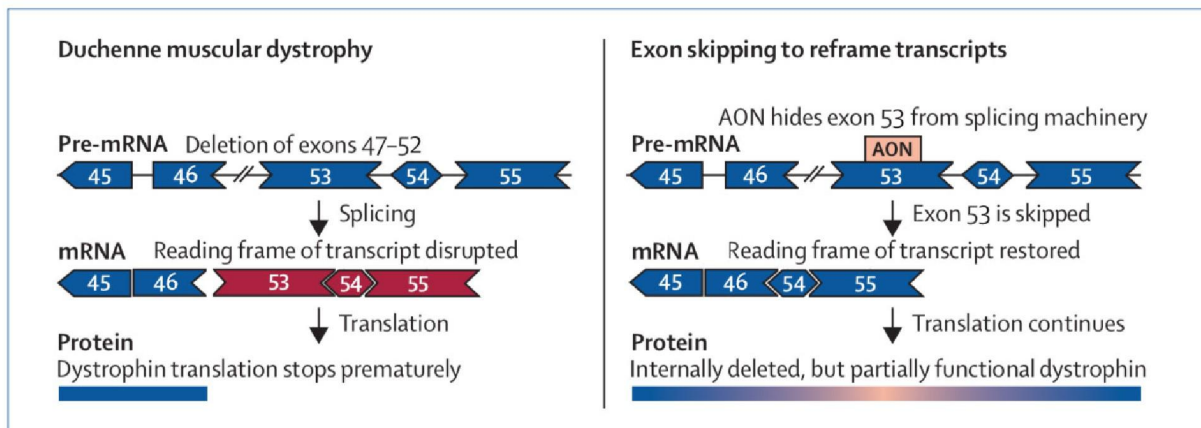 Duchenne muscular dystrophy
Pre-mRNA Deletion of exons 47–52
45 46 53 54 55
Splicing
mRNA Reading frame of transcript disrupted
45 46 53 54 55
Translation
Protein
Dystrophin translation stops prematurely
Exon skipping to reframe transcripts
AON hides exon 53 from splicing machinery
Pre-mRNA AON
45 46 53 54 55
Exon 53 is skipped
mRNA Reading frame of transcript restored
45 46 54 55
Translation continues
Protein
Internally deleted, but partially functional dystrophin